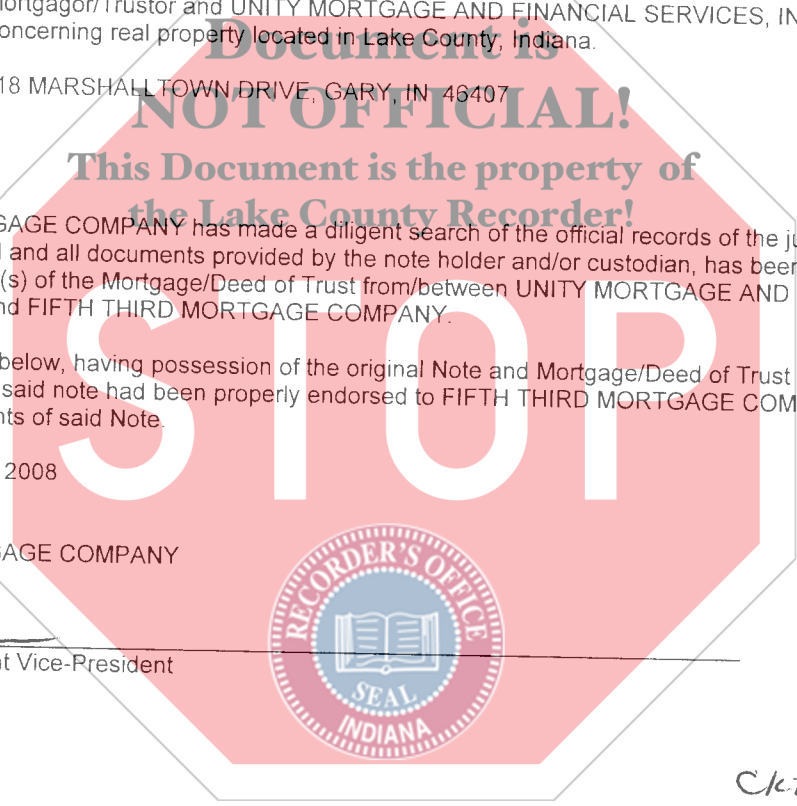 ortgagor/Trustor and UNITY MORTGAGE AND FINANCIAL SERVICES, IN
oncerning real property located in Lake County, Indiana.
Document is
18 MARSHALLTOWN DRIVE, GARY, IN 46407
NOT OFFICIAL!
This Document is the property of
the Lake County Recorder!
GAGE COMPANY has made a diligent search of the official records of the ju
and all documents provided by the note holder and/or custodian, has been
(s) of the Mortgage/Deed of Trust from/between UNITY MORTGAGE AND
nd FIFTH THIRD MORTGAGE COMPANY.
below, having possession of the original Note and Mortgage/Deed of Trust
said note had been properly endorsed to FIFTH THIRD MORTGAGE COM
nts of said Note.
STOP
2008
GAGE COMPANY
t Vice-President
RECORDER'S OFFICE
SEAL
INDIANA